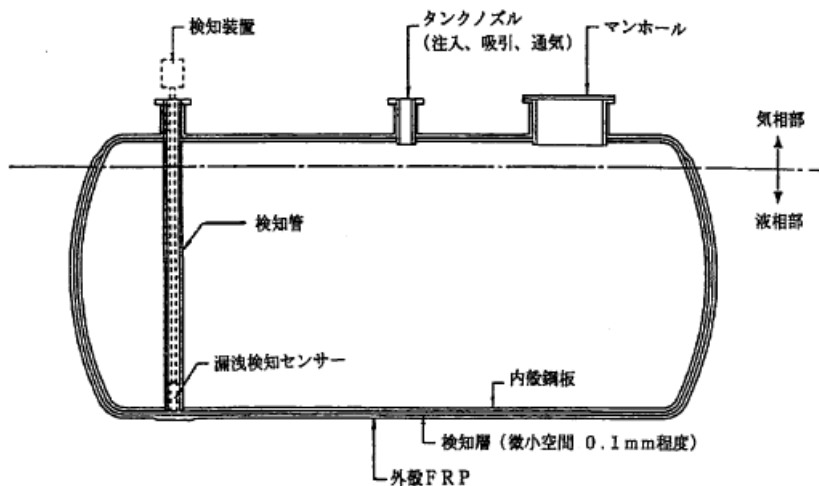 検知装置
タンクノズル
(注入、吸引、通気)
マンホール
気相部
液相部
検知管
漏洩検知センサー
内殻鋼板
検知層(微小空間 0.1mm程度)
外殻FRP